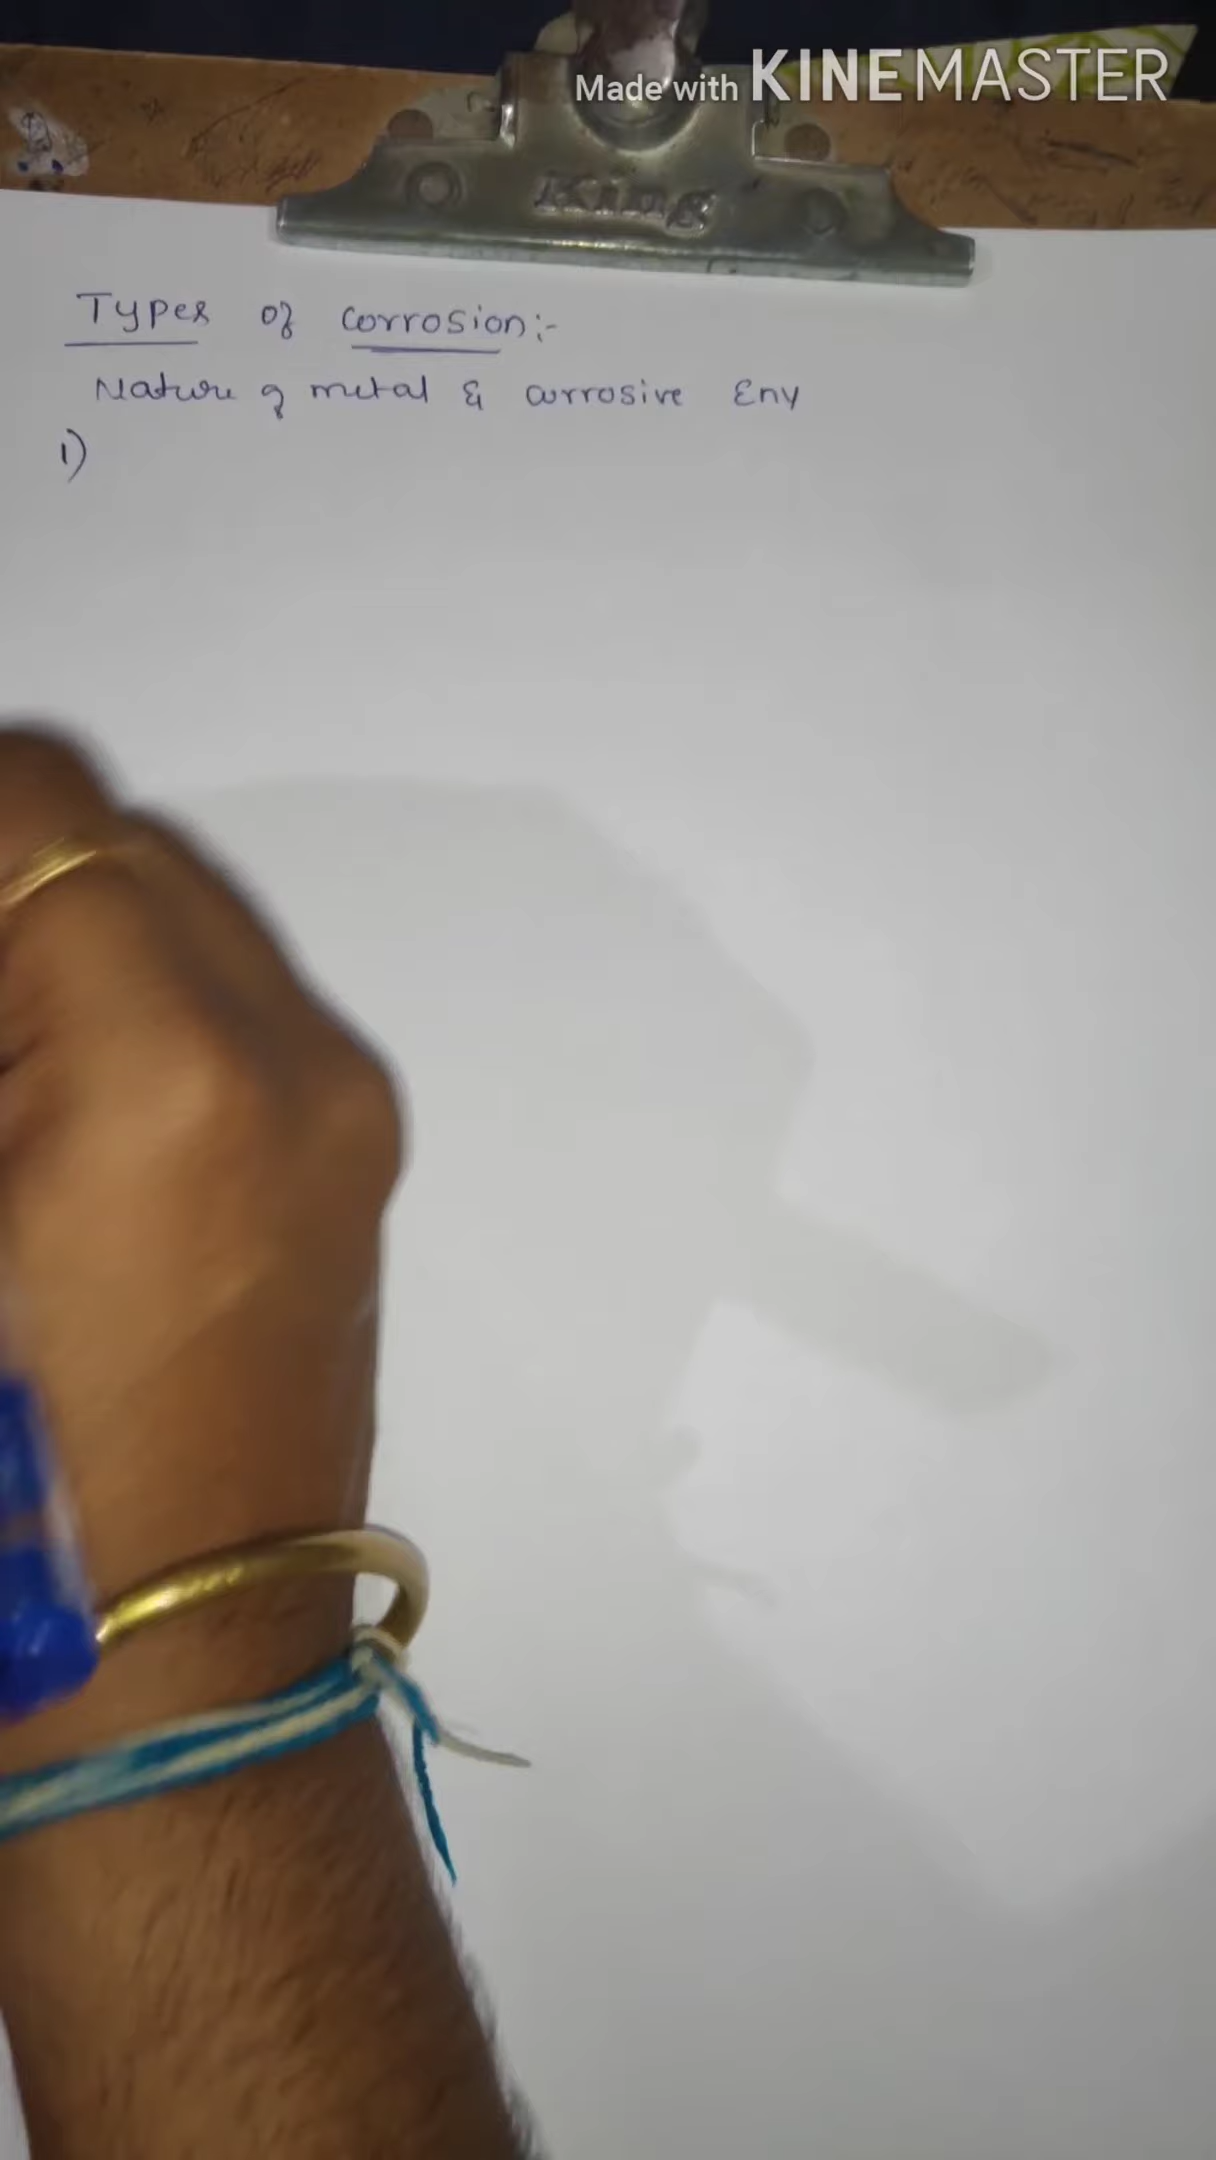 Made with KINEMASTER
King
Types of corrosion:-
Nature of metal & corrosive Env
1)